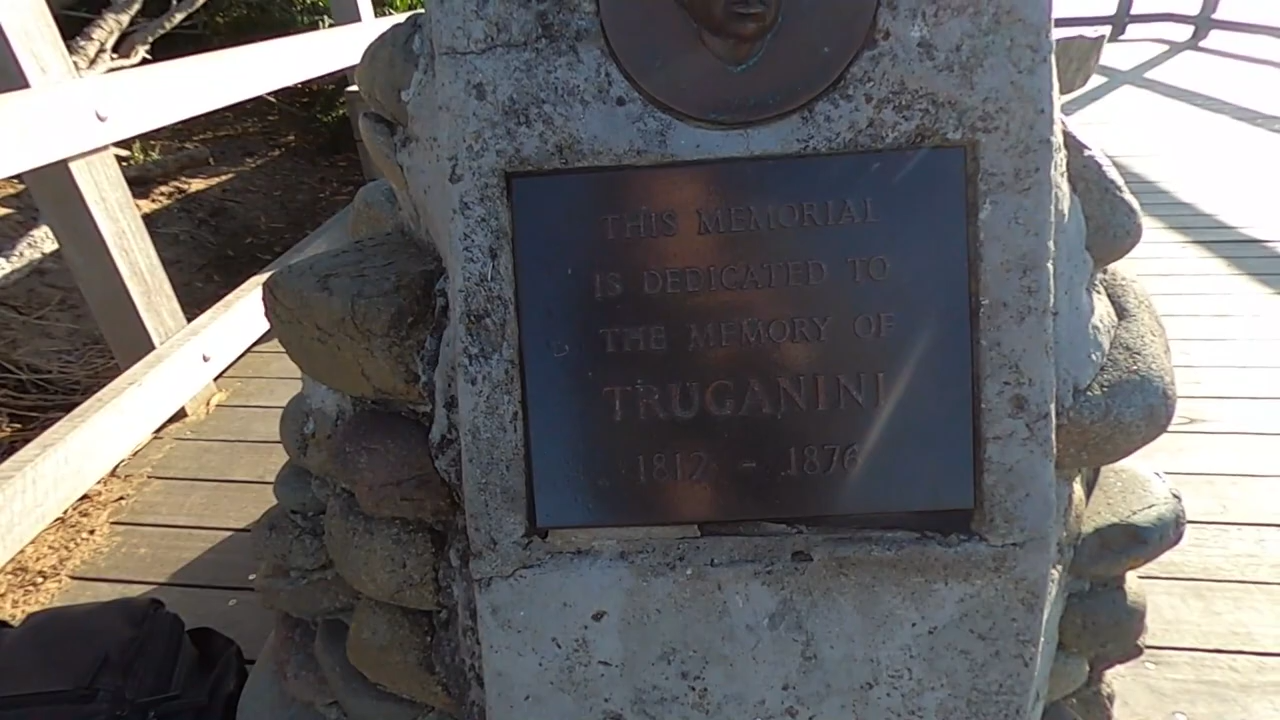 THIS MEMORIAL
IS DEDICATED TO
THE MEMORY OF
TRUGANINI
1812 - 1876